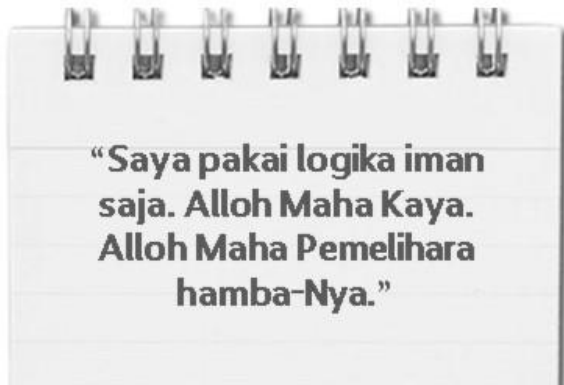 “Saya pakai logika iman
saja. Alloh Maha Kaya.
Alloh Maha Pemelihara
hamba-Nya.”